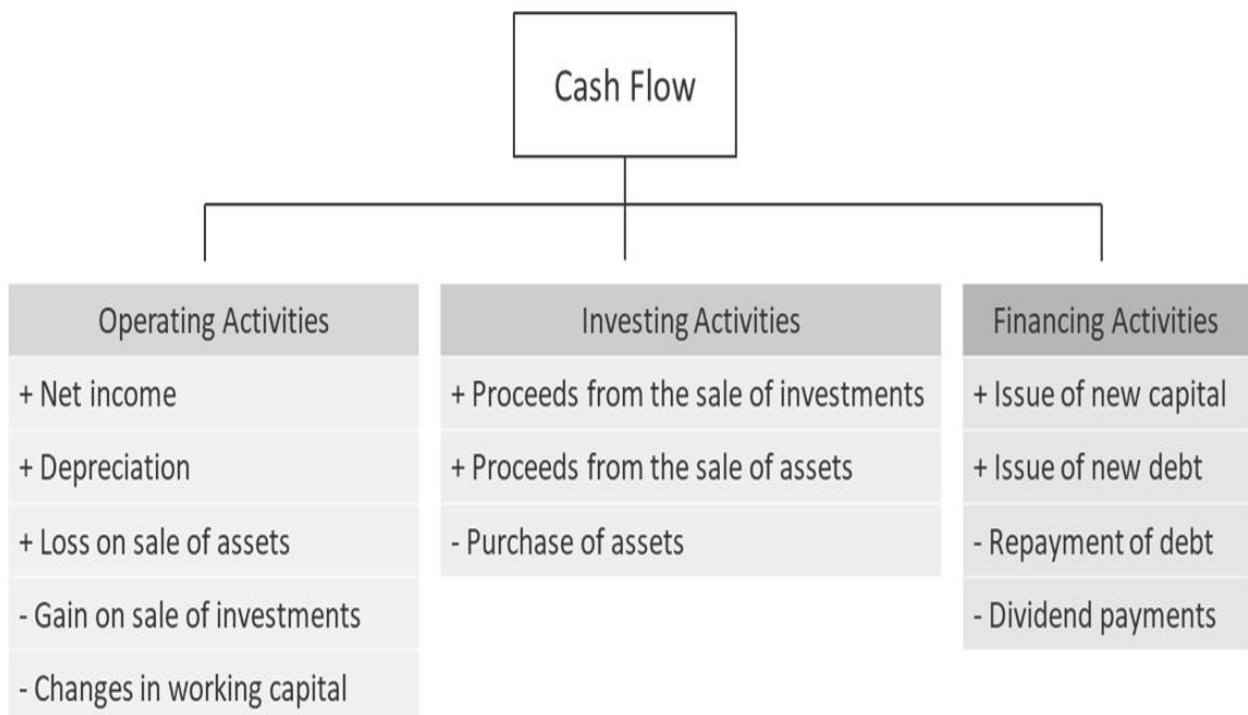 Cash Flow
Operating Activities
+ Net income
+ Depreciation
+ Loss on sale of assets
- Gain on sale of investments
- Changes in working capital
Investing Activities
+ Proceeds from the sale of investments
+ Proceeds from the sale of assets
- Purchase of assets
Financing Activities
+ Issue of new capital
+ Issue of new debt
- Repayment of debt
- Dividend payments